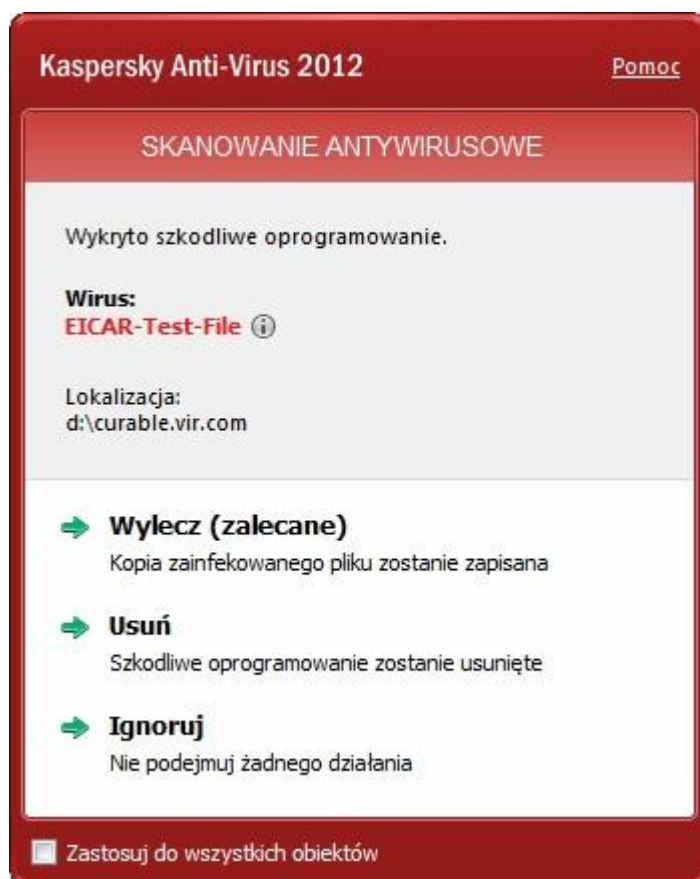 Kaspersky Anti-Virus 2012
Pomoc
SKANOWANIE ANTYWIRUSOWE
Wykryto szkodliwe oprogramowanie.
Wirus:
EICAR-Test-File
Lokalizacja:
d:\curable.vir.com
Wylecz (zalecane)
Kopia zainfekowanego pliku zostanie zapisana
Usuń
Szkodliwe oprogramowanie zostanie usunięte
Ignoruj
Nie podejmuj żadnego działania
Zastosuj do wszystkich obiektów